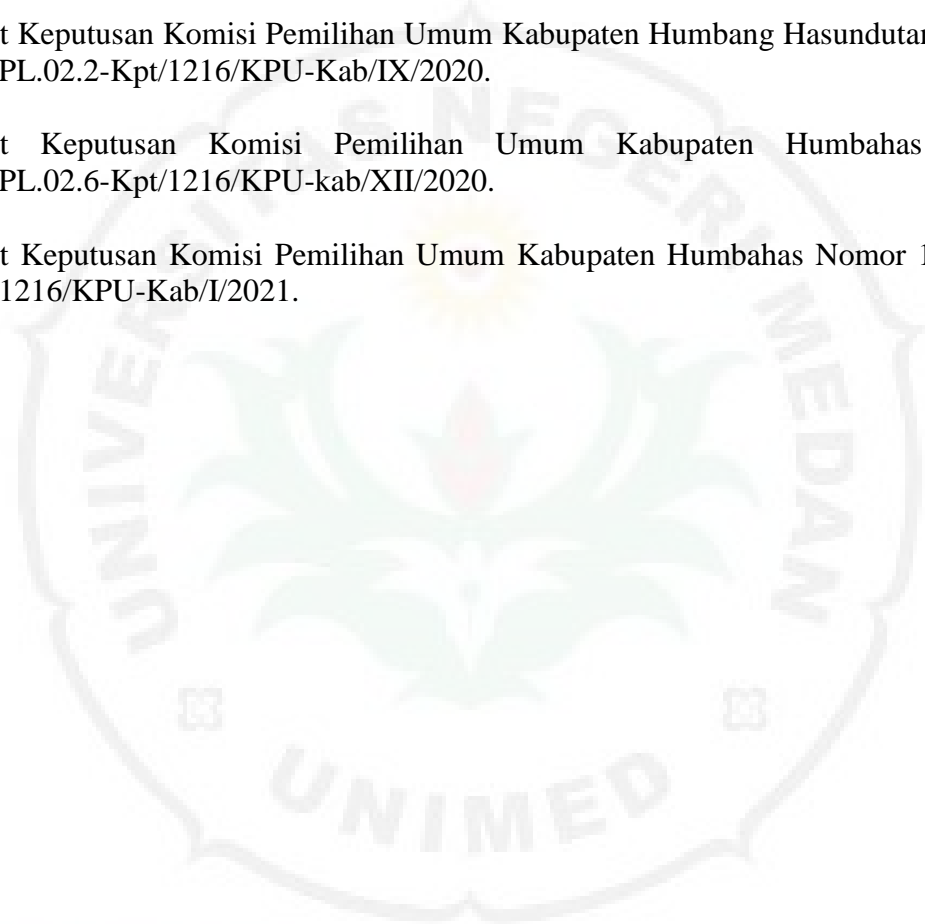 t Keputusan Komisi Pemilihan Umum Kabupaten Humbang Hasundutan
PL.02.2-Kpt/1216/KPU-Kab/IX/2020.
t Keputusan Komisi Pemilihan Umum Kabupaten Humbahas
PL.02.6-Kpt/1216/KPU-kab/XII/2020.
t Keputusan Komisi Pemilihan Umum Kabupaten Humbahas Nomor 1
1216/KPU-Kab/I/2021.
UNIVERSITAS NEGERI MEDAN
UNIMED